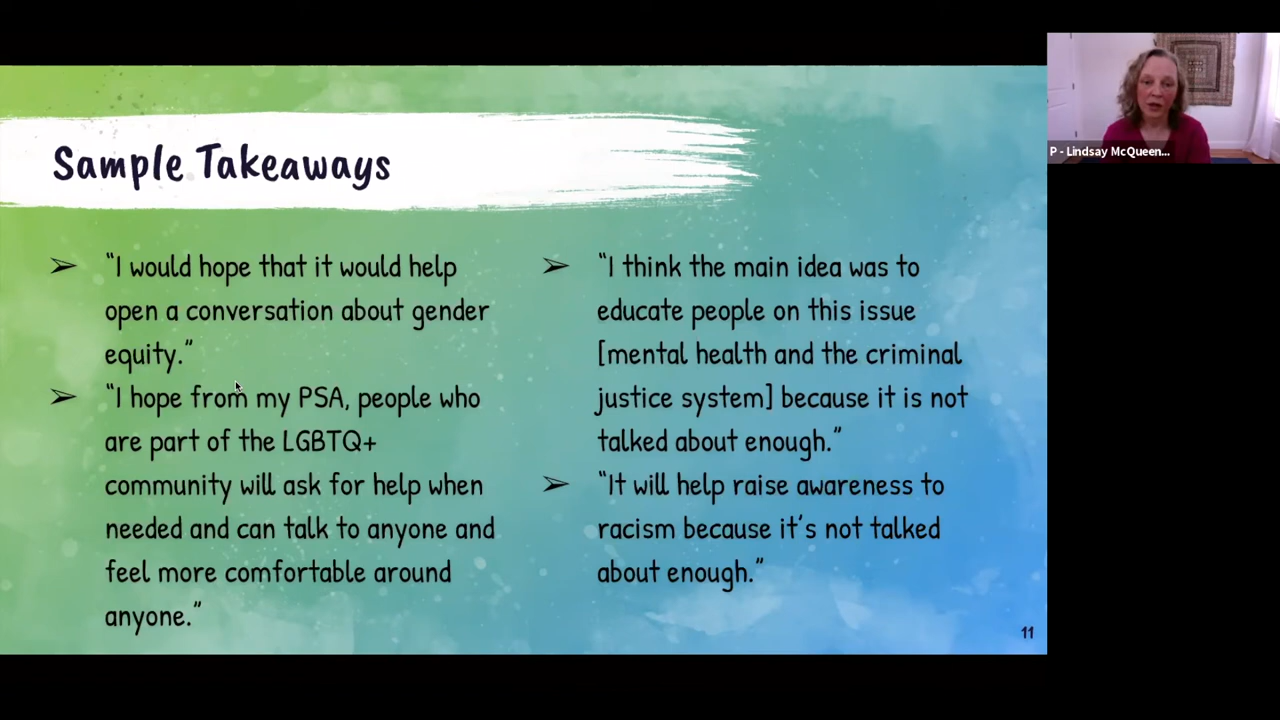 Sample Takeaways
➢ “I would hope that it would help
open a conversation about gender
equity.”
➢ “I hope from my PSA, people who
are part of the LGBTQ+
community will ask for help when
needed and can talk to anyone and
feel more comfortable around
anyone.”
➢ “I think the main idea was to
educate people on this issue
[mental health and the criminal
justice system] because it is not
talked about enough.”
➢ “It will help raise awareness to
racism because it’s not talked
about enough.”
11
P - Lindsay McQueen...